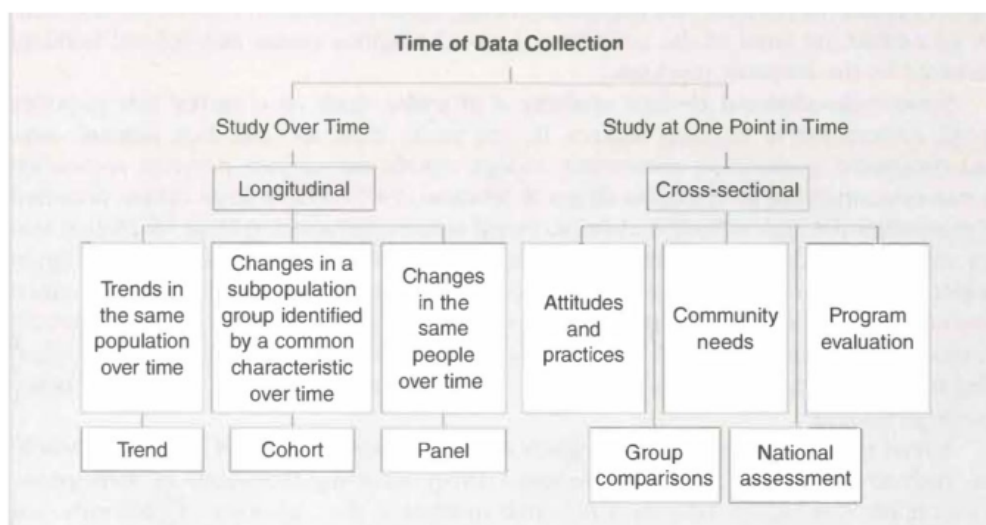 Time of Data Collection
Study Over Time
Study at One Point in Time
Longitudinal
Cross-sectional
Trends in
the same
population
over time
Changes in a
subpopulation
group identified
by a common
characteristic
over time
Changes
in the
same
people
over time
Attitudes
and
practices
Community
needs
Program
evaluation
Trend
Cohort
Panel
Group
comparisons
National
assessment